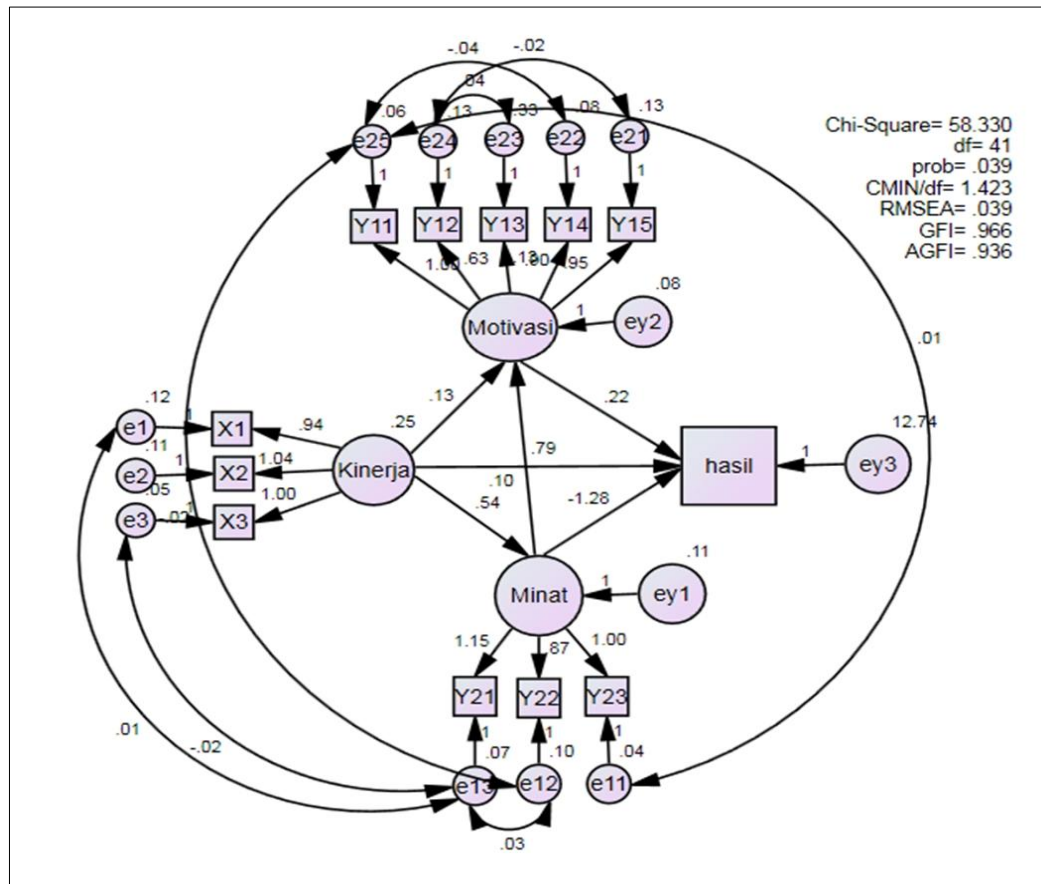 -.04
-.02
.04
.06
.13
.33
.08
.13
e25
e24
e23
e22
e21
1
1
1
1
1
Y11
Y12
Y13
Y14
Y15
Chi-Square= 58.330
df= 41
prob= .039
CMIN/df= 1.423
RMSEA= .039
GFI= .966
AGFI= .936
1.00
.63
.90
.95
.08
Motivasi
1
ey2
.01
.13
.22
.12
.25
12.74
e1
1
X1
.94
.79
.11
Kinerja
hasil
1
ey3
e2
1
X2
1.04
.10
.05
1.00
.54
-1.28
e3
-.02
1
X3
.11
Minat
1
ey1
1.15
.87
1.00
Y21
Y22
Y23
.01
-.02
1
1
1
.07
.10
.04
e13
e12
e11
.03